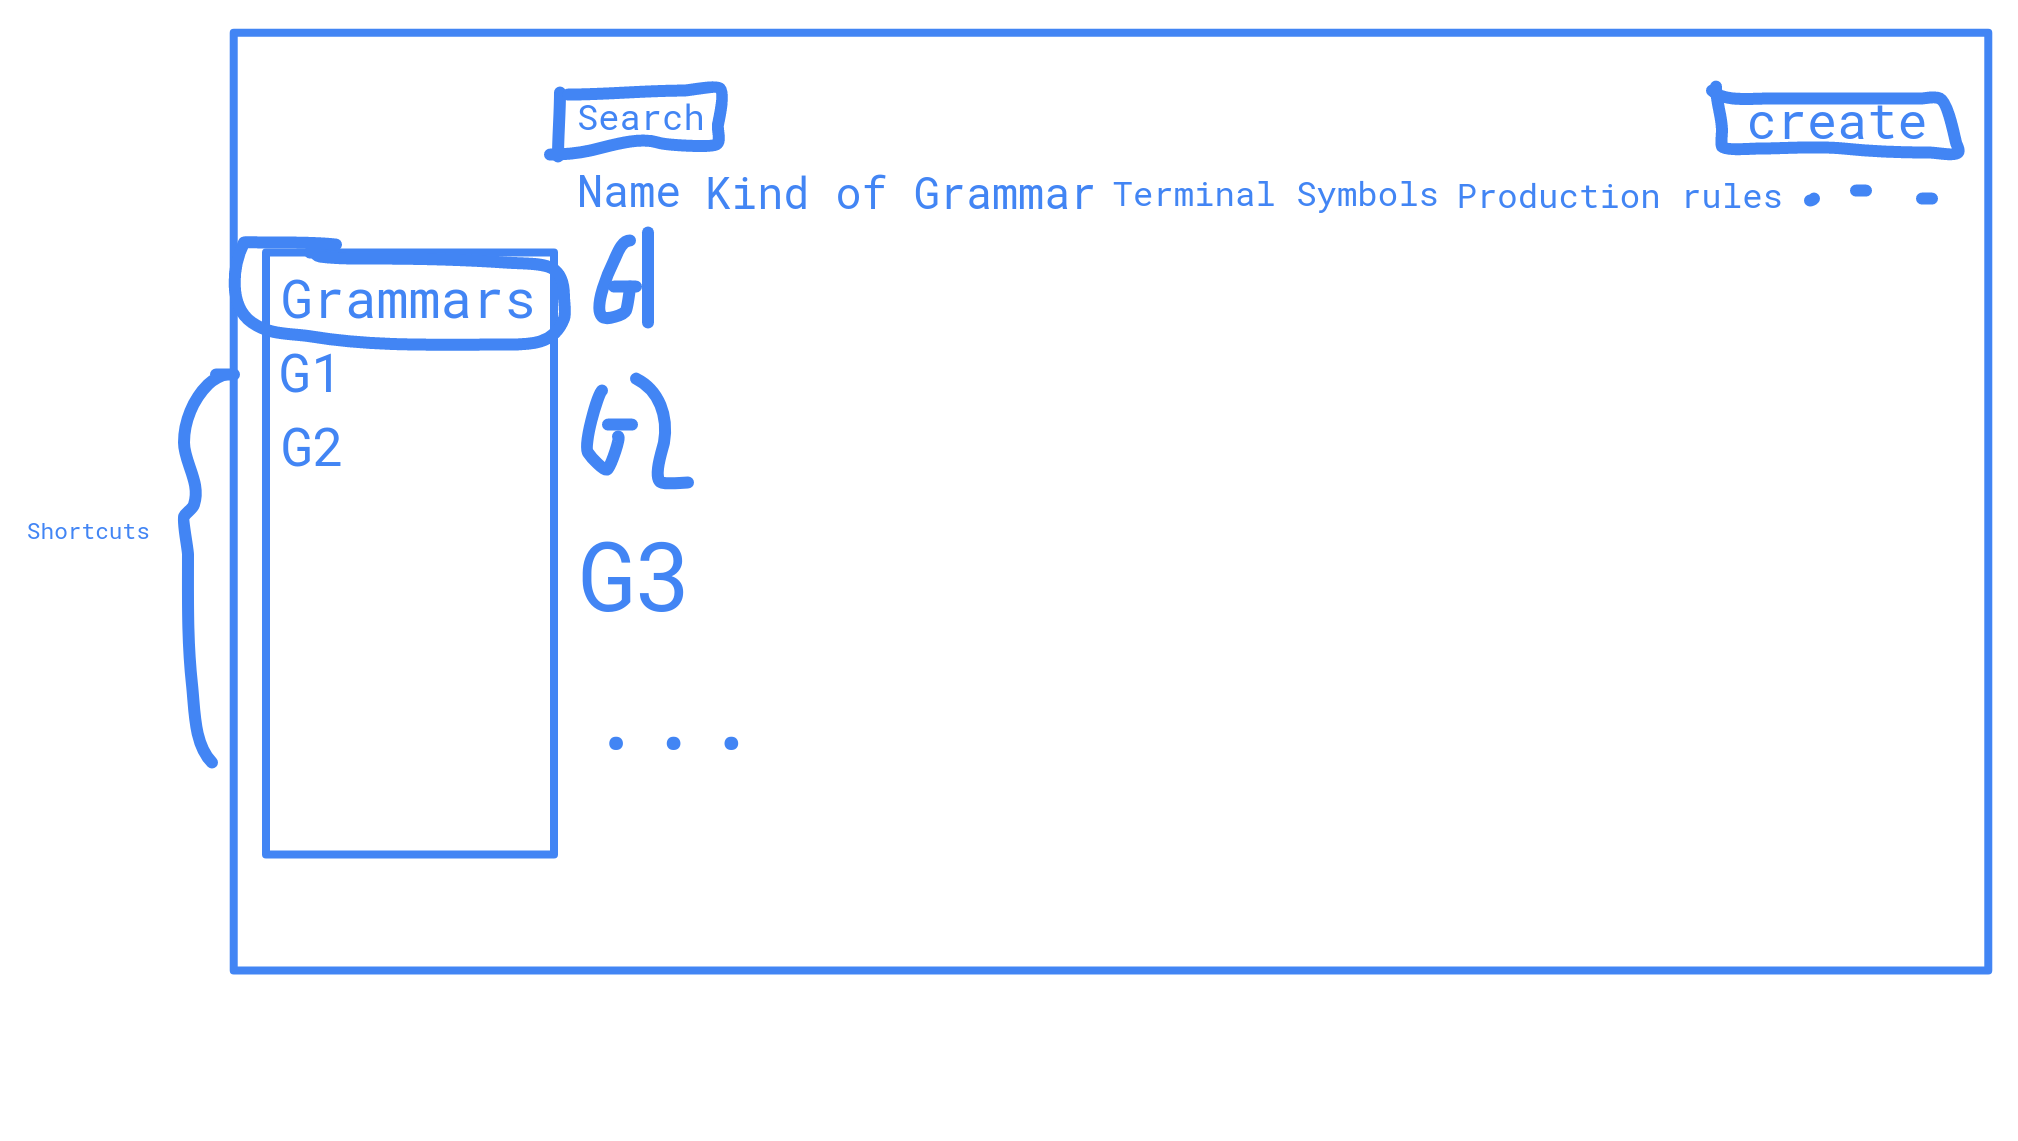 Search
create
Name Kind of Grammar Terminal Symbols Production rules . - -
Grammars
G1
G1
G2
G2
Shortcuts
G3
. . .